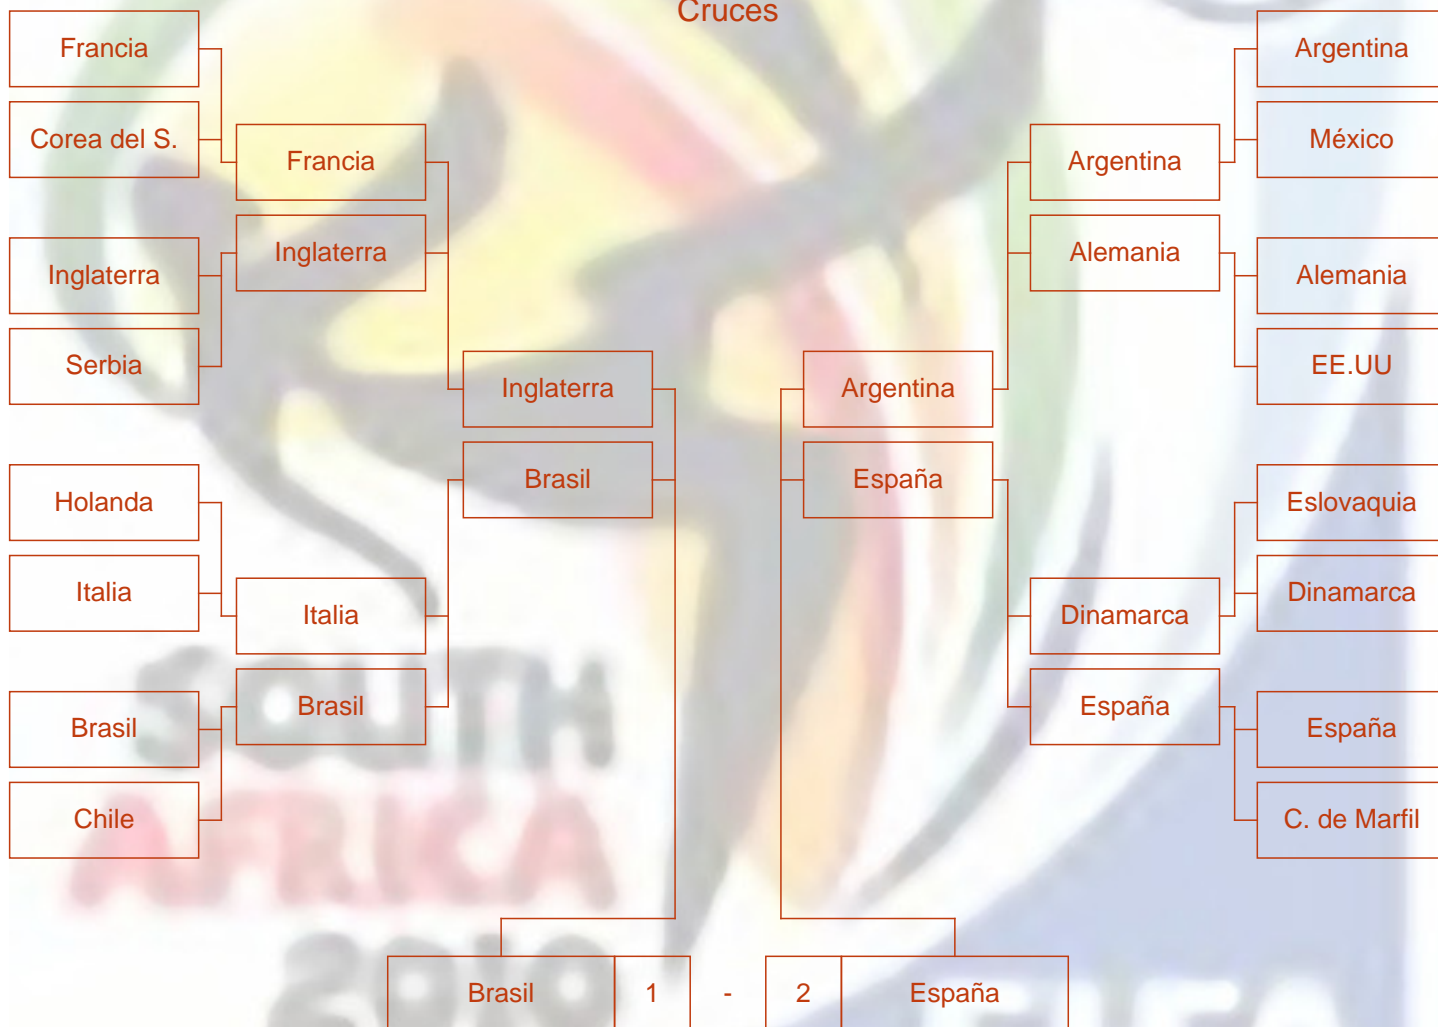 Cruces
Francia
Corea del S.
Inglaterra
Serbia
Holanda
Italia
Brasil
Chile
Francia
Inglaterra
Italia
Brasil
Inglaterra
Brasil
Argentina
España
Argentina
Alemania
Dinamarca
España
Argentina
México
Alemania
EE.UU
Eslovaquia
Dinamarca
España
C. de Marfil
SOUTH
AFRICA
2010
Brasil 1 - 2 España
FIFA